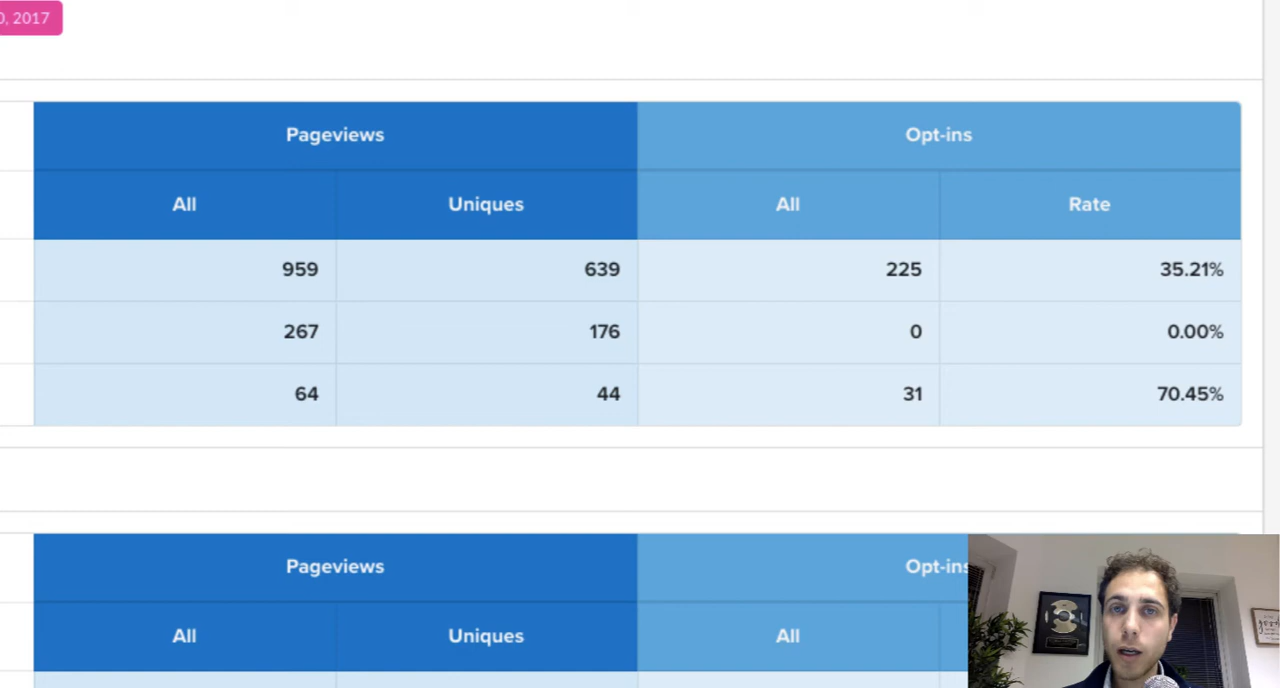 0, 2017
Pageviews Opt-ins
All Uniques All Rate
959 639 225 35.21%
267 176 0 0.00%
64 44 31 70.45%
Pageviews Opt-ins
All Uniques All